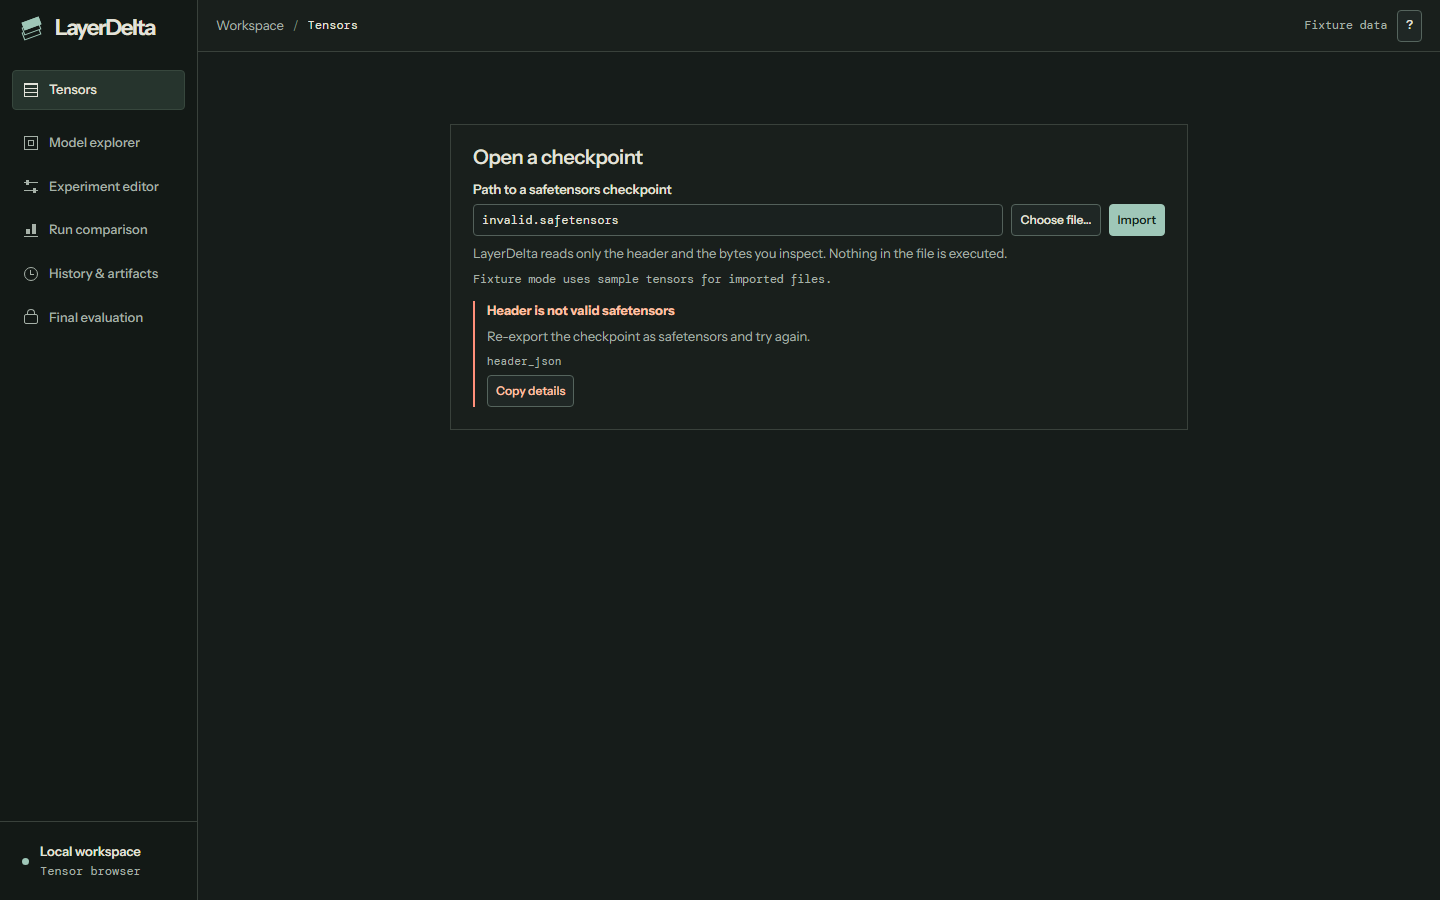 LayerDelta
Workspace / Tensors
Fixture data ?
Tensors
Model explorer
Experiment editor
Run comparison
History & artifacts
Final evaluation
Open a checkpoint
Path to a safetensors checkpoint
invalid.safetensors
Choose file...
Import
LayerDelta reads only the header and the bytes you inspect. Nothing in the file is executed.
Fixture mode uses sample tensors for imported files.
Header is not valid safetensors
Re-export the checkpoint as safetensors and try again.
header_json
Copy details
Local workspace
Tensor browser